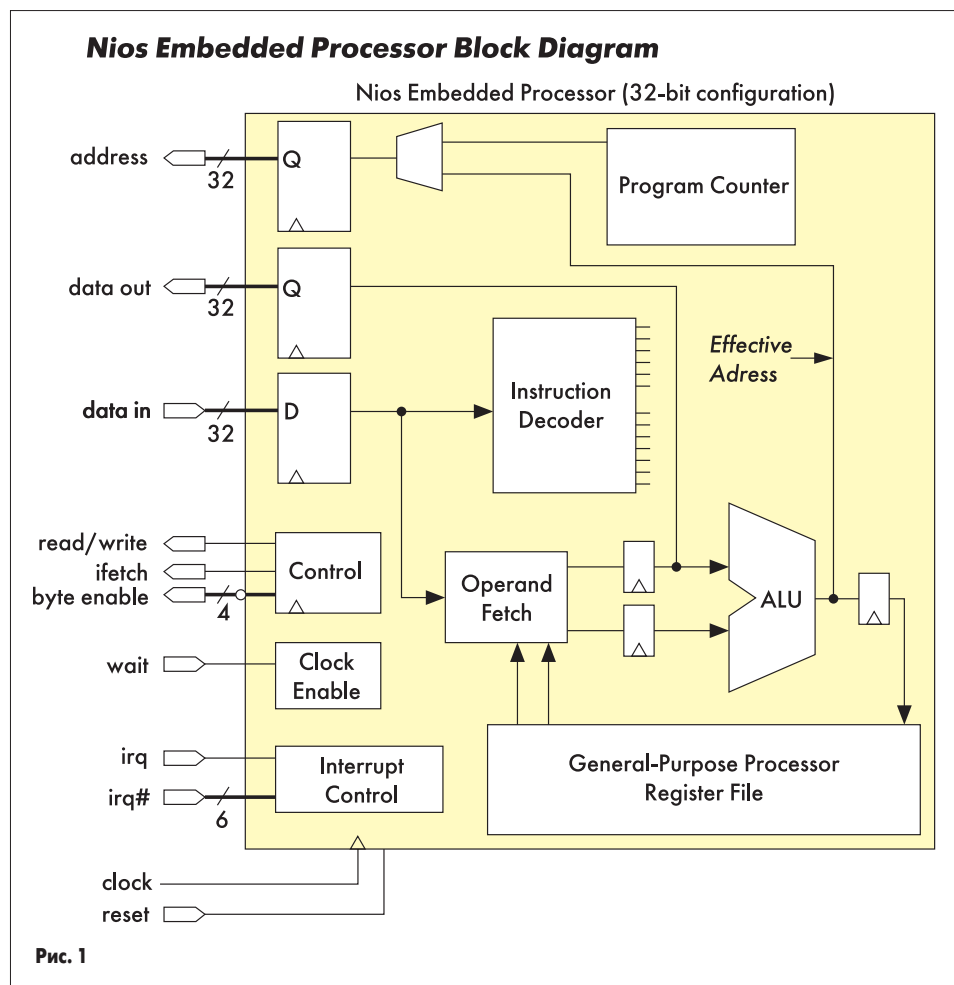 Nios Embedded Processor Block Diagram
Nios Embedded Processor (32-bit configuration)
address
32
Q
Program Counter
data out
32
Q
Effective
Adress
data in
32
D
Instruction
Decoder
read/write
ifetch
byte enable
4
Control
Operand
Fetch
ALU
wait
Clock
Enable
irq
irq#
6
Interrupt
Control
General-Purpose Processor
Register File
clock
reset
Рис. 1